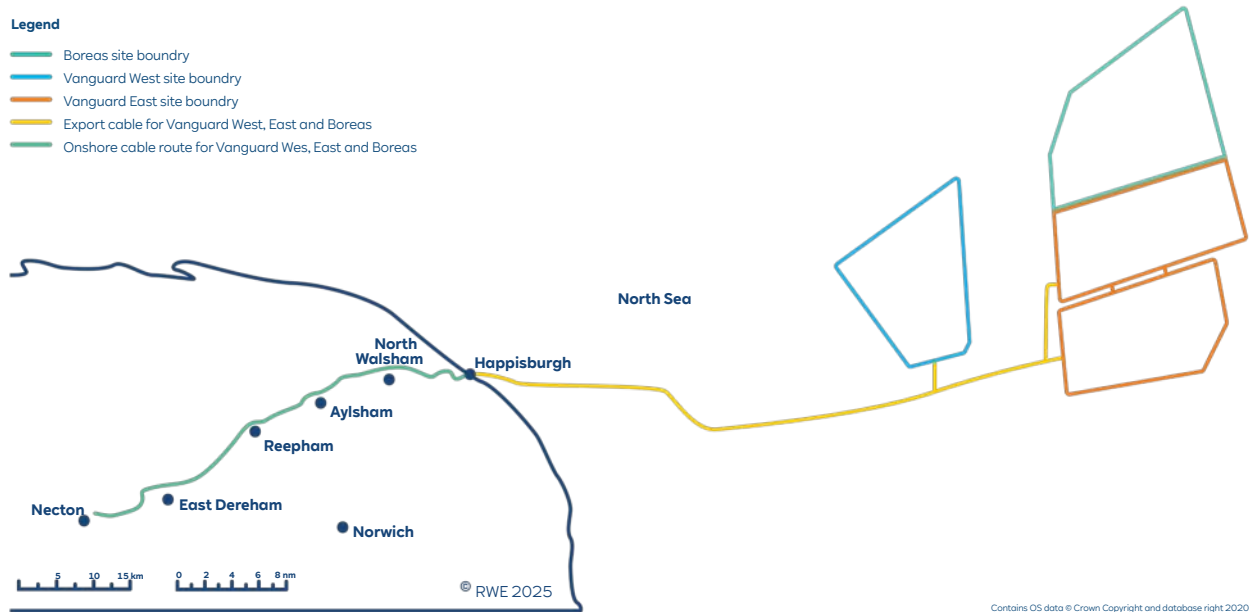 Legend
Boreas site boundry
Vanguard West site boundry
Vanguard East site boundry
Export cable for Vanguard West, East and Boreas
Onshore cable route for Vanguard Wes, East and Boreas
North Sea
North
Walsham
Happisburgh
Aylsham
Reepham
East Dereham
Necton
Norwich
5 10 15 km
0 2 4 6 8 nm
© RWE 2025
Contains OS data © Crown Copyright and database right 2020